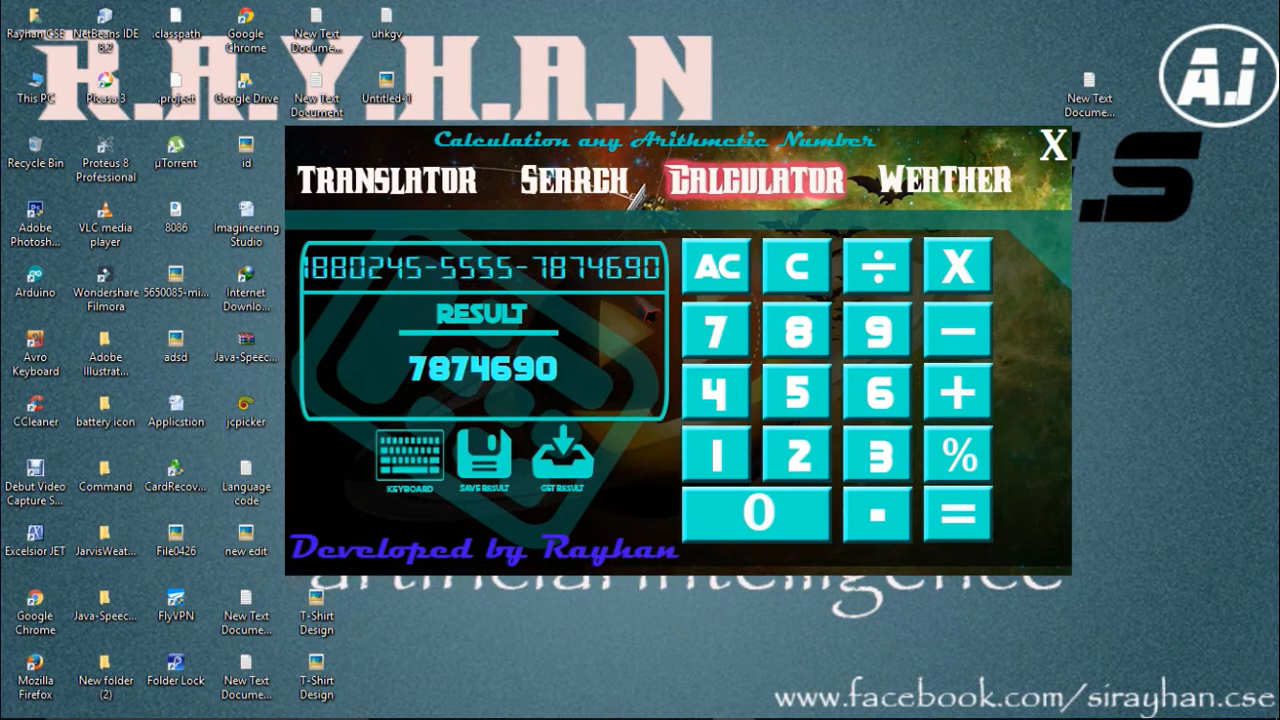 R.A.Y.H.A.N
A.I
.S
Rayhan CSE
NetBeans IDE
8.2
.classpath
Google
Chrome
New Text
Docume...
uhkgv
This PC
Picasa 3
.project
Google Drive
New Text
Document
Untitled-1
New Text
Docume...
Recycle Bin
Proteus 8
Professional
µTorrent
id
Adobe
Photosh...
VLC media
player
8086
Imagineering
Studio
Arduino
Wondershare
Filmora
5650085-mi...
Internet
Downlo...
Avro
Keyboard
Adobe
Illustrat...
adsd
Java-Speec...
CCleaner
battery icon
Applicstion
jcpicker
Debut Video
Capture S...
Command
CardRecov...
Language
code
Excelsior JET
JarvisWeat...
File0426
new edit
Google
Chrome
Java-Speec...
FlyVPN
New Text
Docume...
T-Shirt
Design
Mozilla
Firefox
New folder
(2)
Folder Lock
New Text
Docume...
T-Shirt
Design
Calculation any Arithmetic Number
X
TRANSLATOR SEARCH CALCULATOR WEATHER
1880245-5555-7874690
RESULT
7874690
KEYBOARD SAVE RESULT GET RESULT
AC C ÷ X
7 8 9 −
4 5 6 +
1 2 3 %
0 . =
Developed by Rayhan
artificial intelligence
www.facebook.com/sirayhan.cse